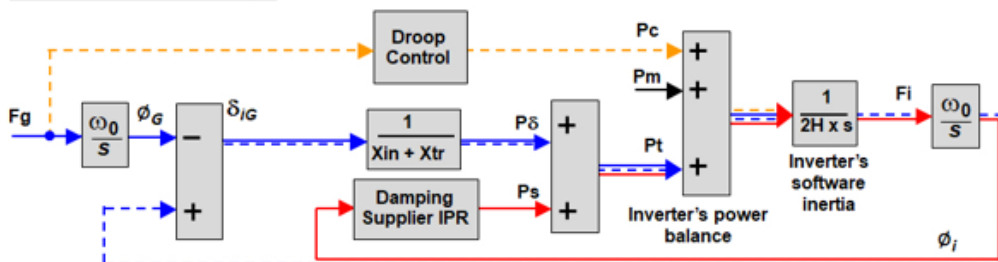 Droop
Control
Pc
+
Pm
+
Fg
ω0
s
ϕG
δiG
−
+
1
Xin + Xtr
Pδ
+
Damping
Supplier IPR
Ps
+
Pt
+
Inverter's power
balance
1
2H x s
Inverter's
software
inertia
Fi
ω0
s
ϕi